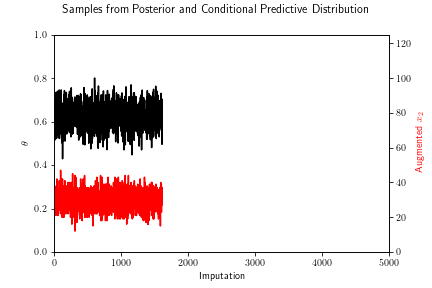 Samples from Posterior and Conditional Predictive Distribution
1.0
0.8
0.6
0.4
0.2
0.0
θ
120
100
80
60
40
20
0
Augmented x₂
0 1000 2000 3000 4000 5000
Imputation